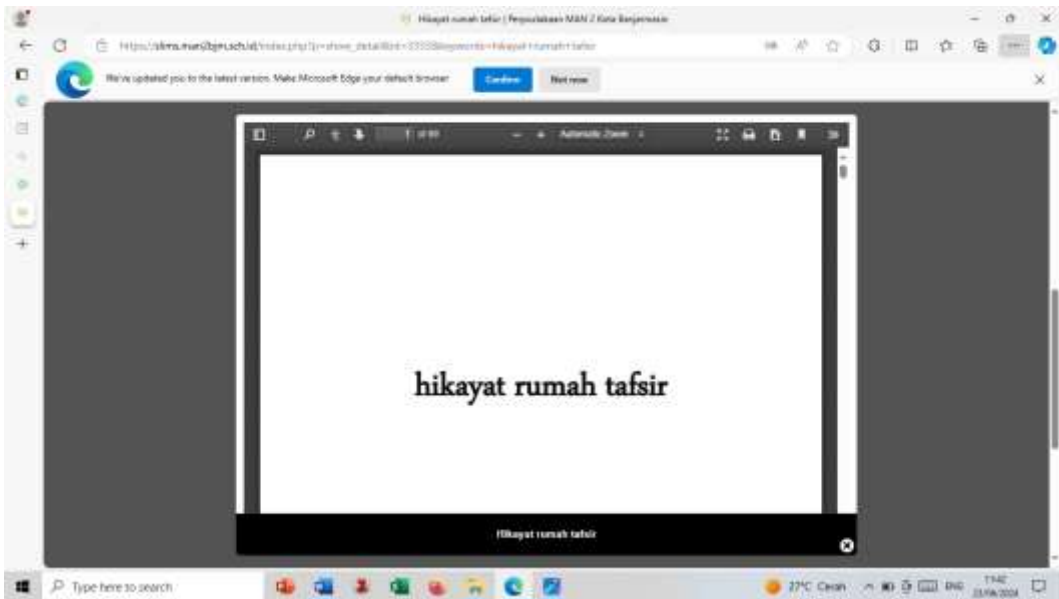 Hikayat rumah tafsir | Perpustakaan MAN 2 Kota Banjarmasin
We've updated you to the latest version. Make Microsoft Edge your default browser
Confirm
Not now
Automatic Zoom
hikayat rumah tafsir
Hikayat rumah tafsir
Type here to search
27°C Cerah
ENG
11:42